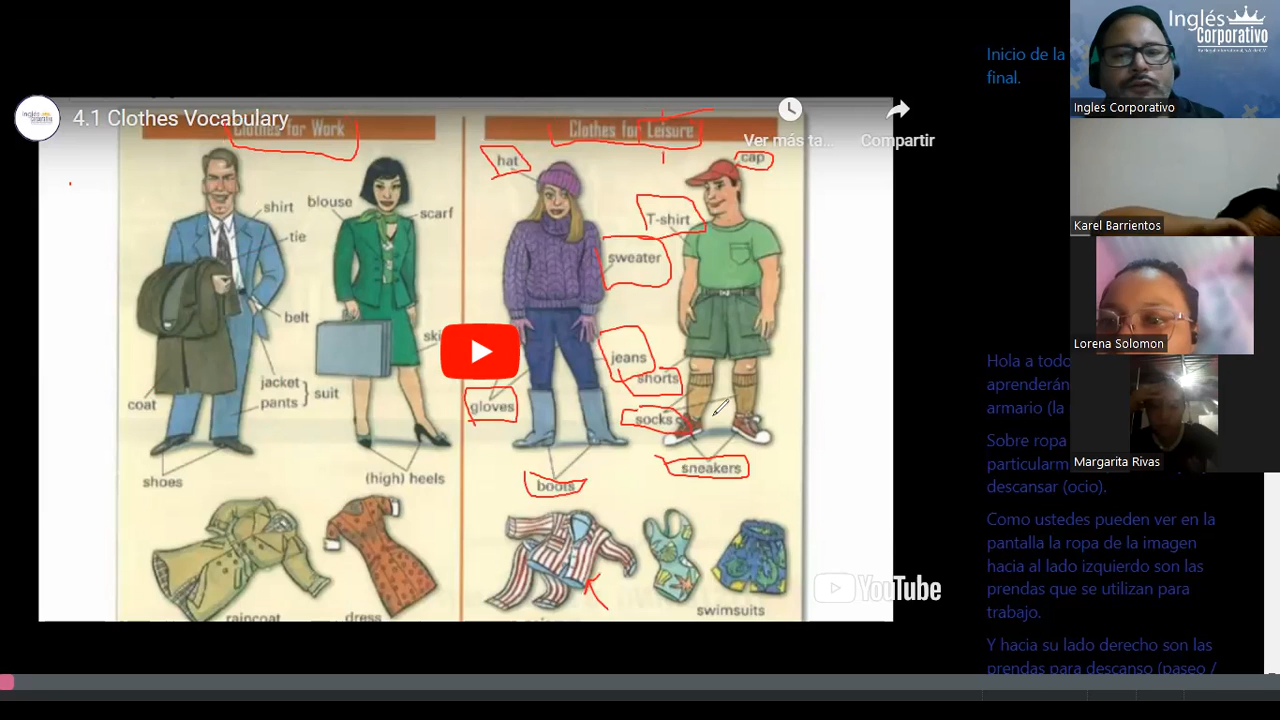 4.1 Clothes Vocabulary
Clothes for Work
Clothes for Leisure
Ver más ta...
Compartir
shirt
blouse
scarf
tie
belt
coat
jacket
pants
suit
shoes
(high) heels
raincoat
dress
hat
cap
T-shirt
sweater
jeans
shorts
gloves
socks
sneakers
boots
swimsuits
YouTube
Inicio de la
final.
Hola a todo
aprenderán
armario (la
Sobre ropa
particularm
descansar (ocio).
Como ustedes pueden ver en la
pantalla la ropa de la imagen
hacia al lado izquierdo son las
prendas que se utilizan para
trabajo.
Y hacia su lado derecho son las
prendas para descanso (paseo /
Inglés
Corporativo
Ingles Corporativo
Karel Barrientos
Lorena Solomon
Margarita Rivas